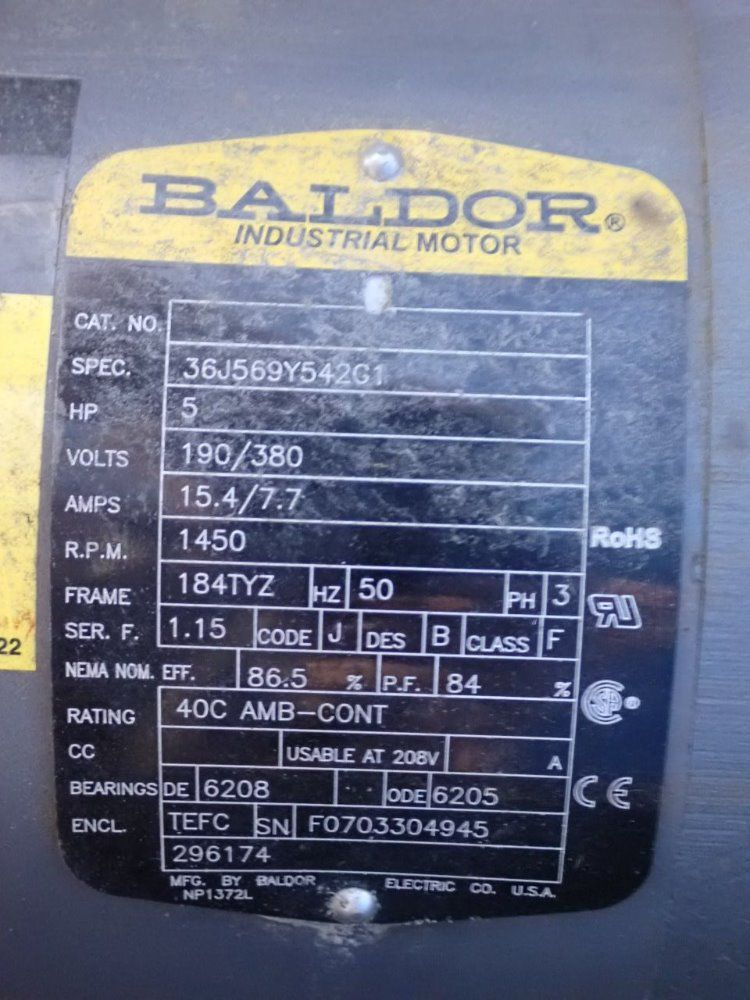 BALDOR®
INDUSTRIAL MOTOR
CAT. NO.
SPEC. 36J569Y542G1
HP 5
VOLTS 190/380
AMPS 15.4/7.7
R.P.M. 1450
RoHS
FRAME 184TYZ HZ 50 PH 3
SER. F. 1.15 CODE J DES B CLASS F
22
NEMA NOM. EFF. 86.5 % P.F. 84 %
RATING 40C AMB-CONT
CC USABLE AT 208V A
BEARINGS DE 6208 ODE 6205
CE
ENCL. TEFC SN F0703304945
296174
MFG. BY BALDOR ELECTRIC CO. U.S.A.
NP1372L